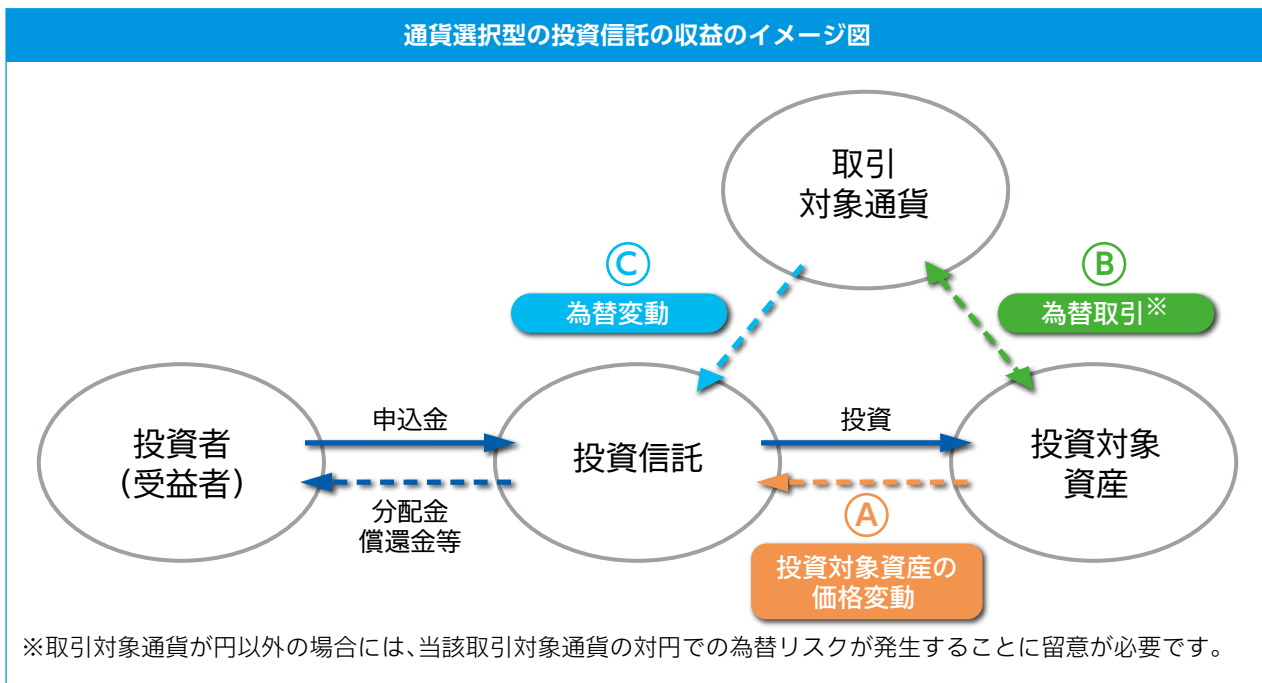 通貨選択型の投資信託の収益のイメージ図
取引
対象通貨
C
為替変動
B
為替取引※
投資者
(受益者)
申込金
分配金
償還金等
投資信託
投資
A
投資対象資産の
価格変動
投資対象
資産
※取引対象通貨が円以外の場合には、当該取引対象通貨の対円での為替リスクが発生することに留意が必要です。